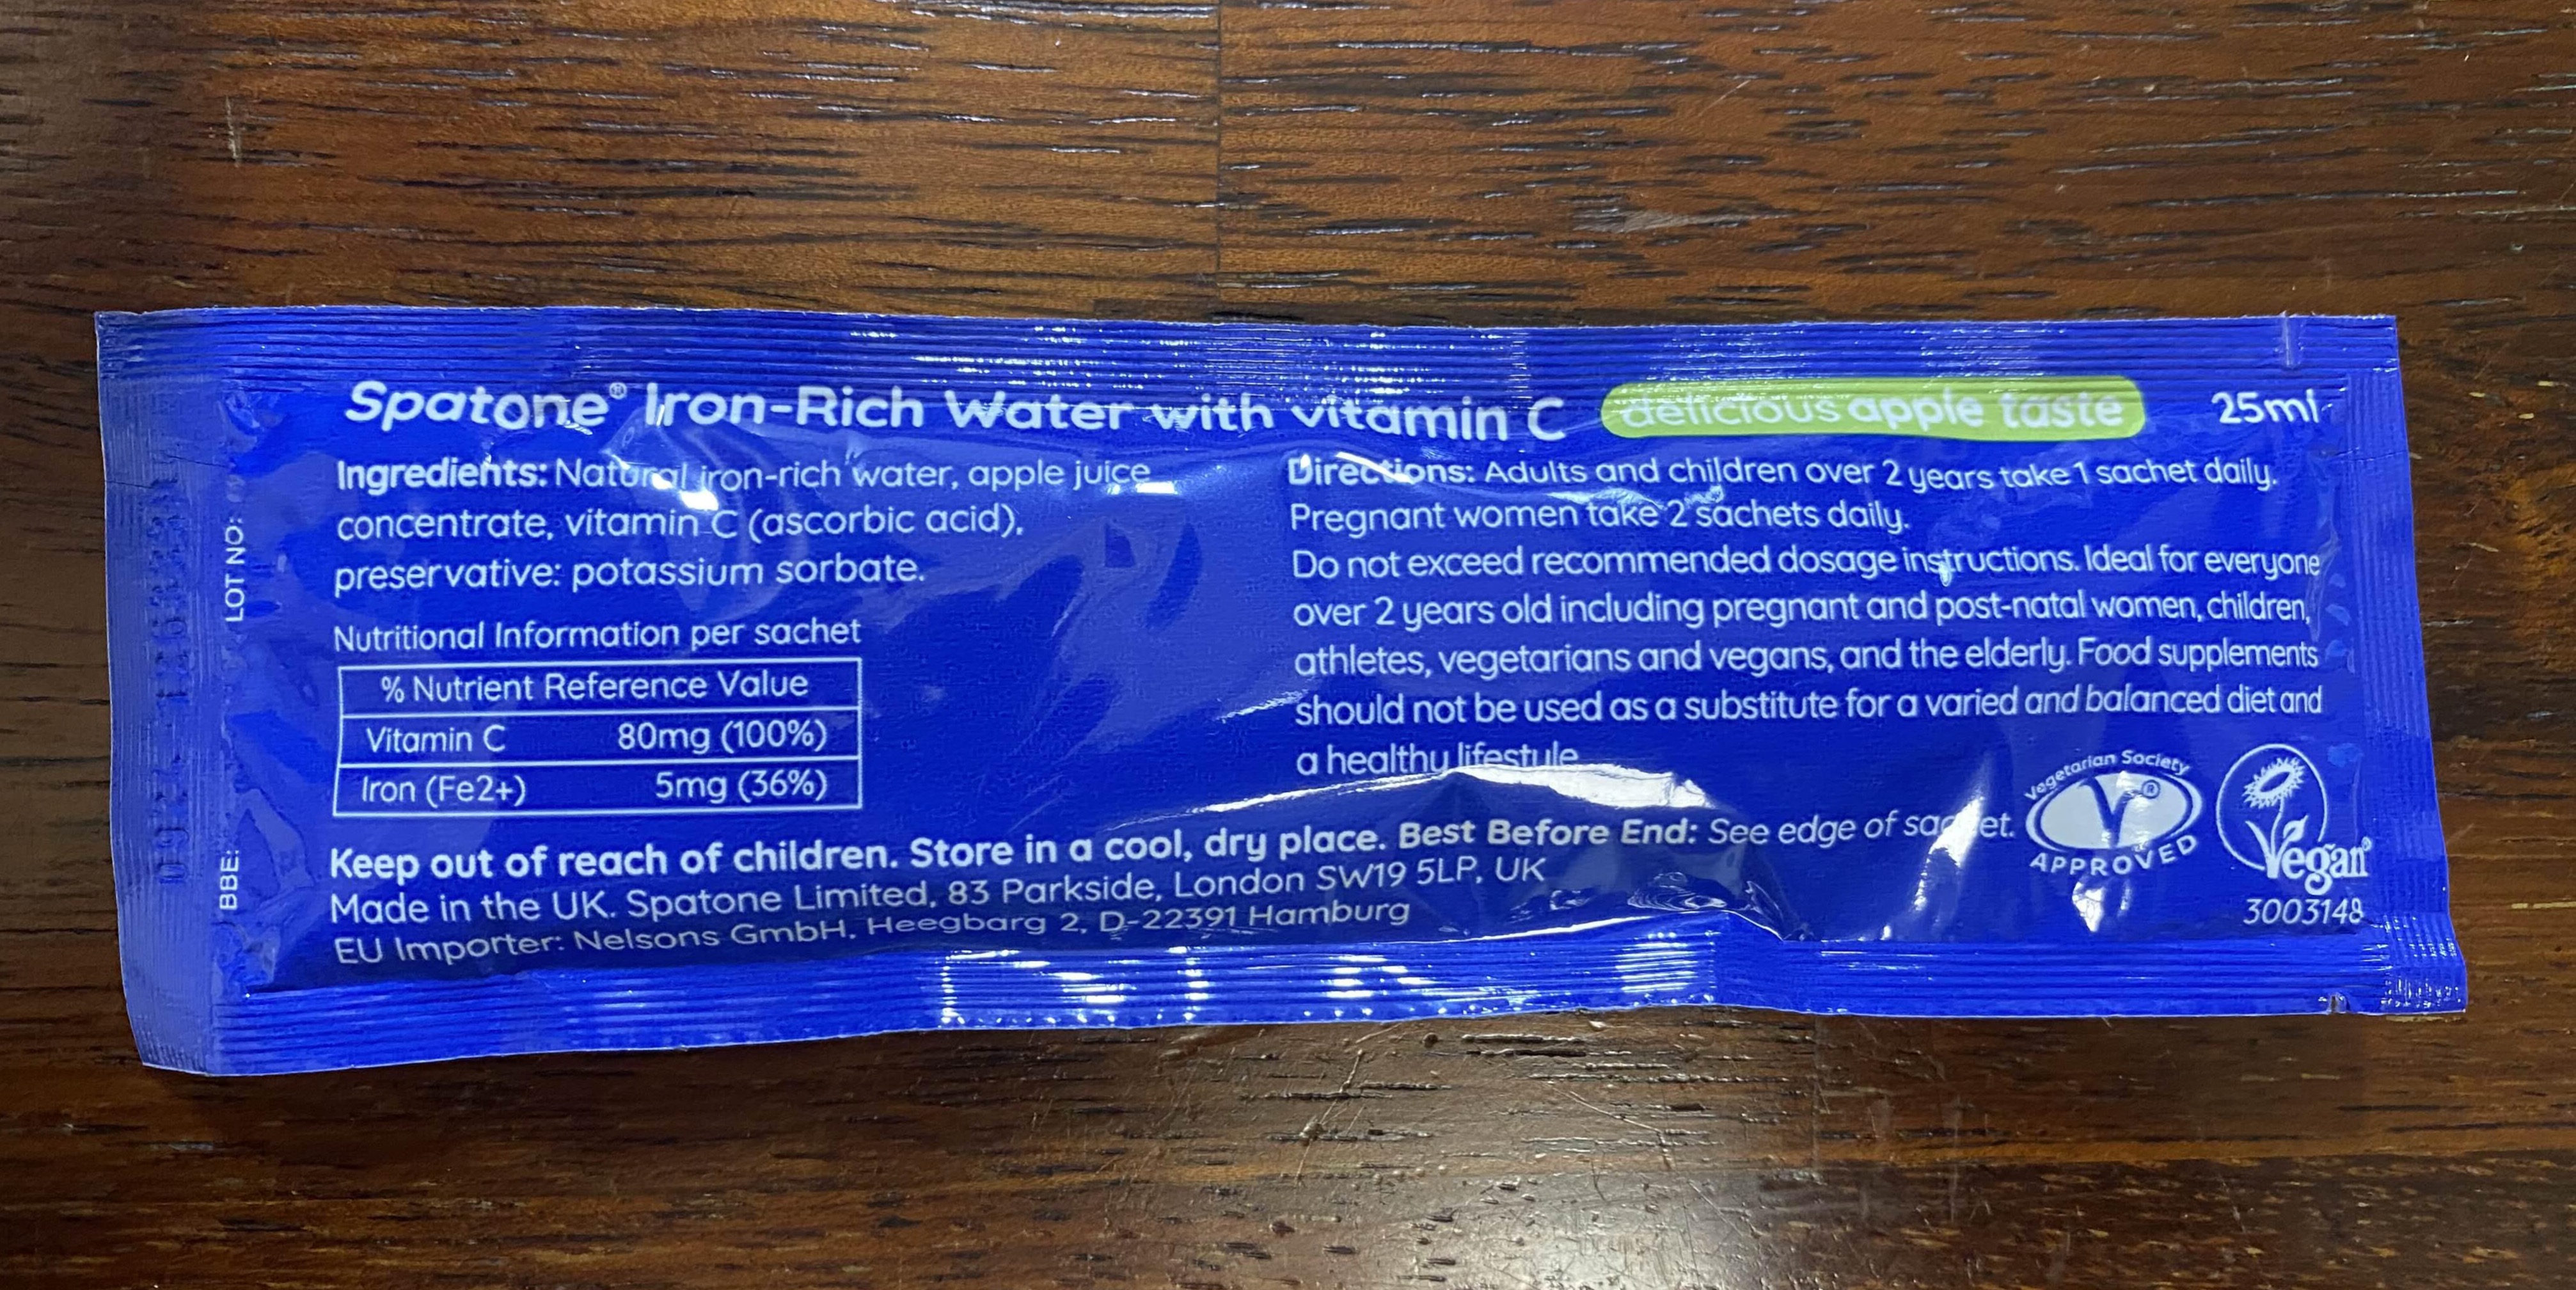 Spatone® Iron-Rich Water with vitamin C delicious apple taste 25ml
Ingredients: Natural iron-rich water, apple juice
concentrate, vitamin C (ascorbic acid),
preservative: potassium sorbate.
Nutritional Information per sachet
% Nutrient Reference Value
Vitamin C 80mg (100%)
Iron (Fe2+) 5mg (36%)
Directions: Adults and children over 2 years take 1 sachet daily.
Pregnant women take 2 sachets daily.
Do not exceed recommended dosage instructions. Ideal for everyone
over 2 years old including pregnant and post-natal women, children,
athletes, vegetarians and vegans, and the elderly. Food supplements
should not be used as a substitute for a varied and balanced diet and
a healthy lifestyle
Keep out of reach of children. Store in a cool, dry place. Best Before End: See edge of sachet.
Made in the UK. Spatone Limited, 83 Parkside, London SW19 5LP, UK
EU Importer: Nelsons GmbH, Heegbarg 2, D-22391 Hamburg
Vegetarian Society
V®
APPROVED
Vegan®
3003148
LOT NO:
BBE: